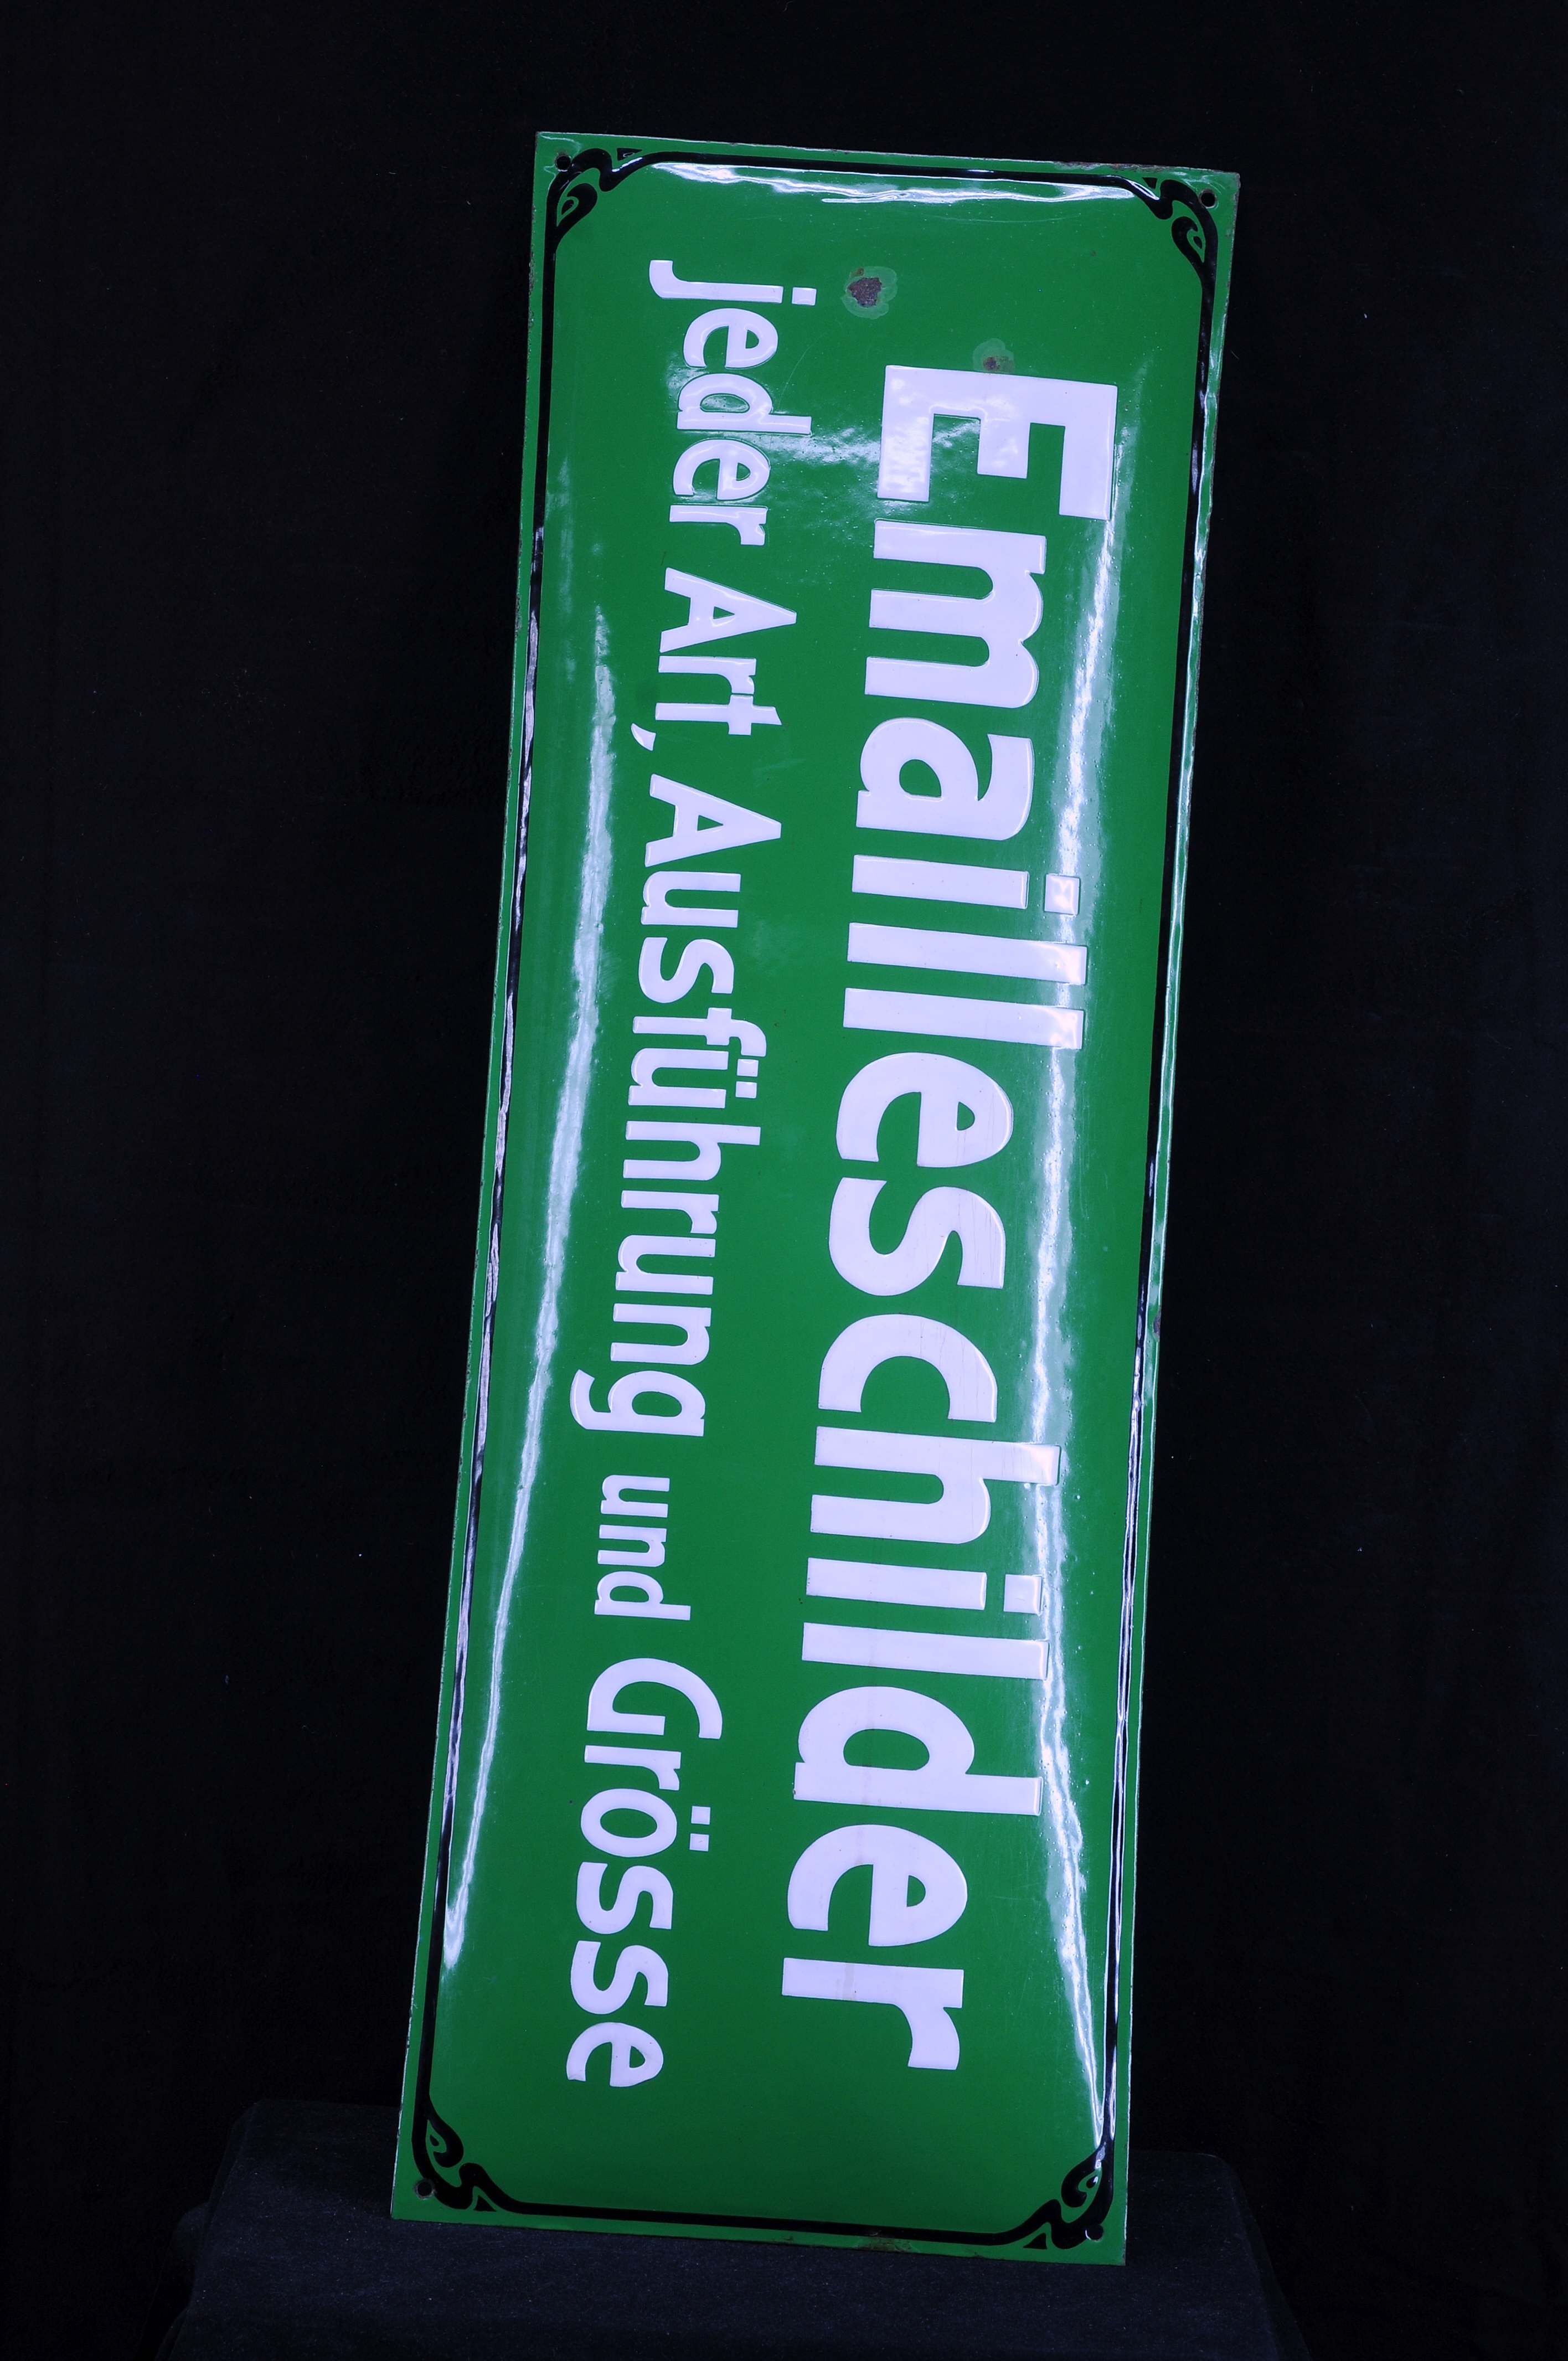 Emailleschilder
jeder Art, Ausführung und Grösse